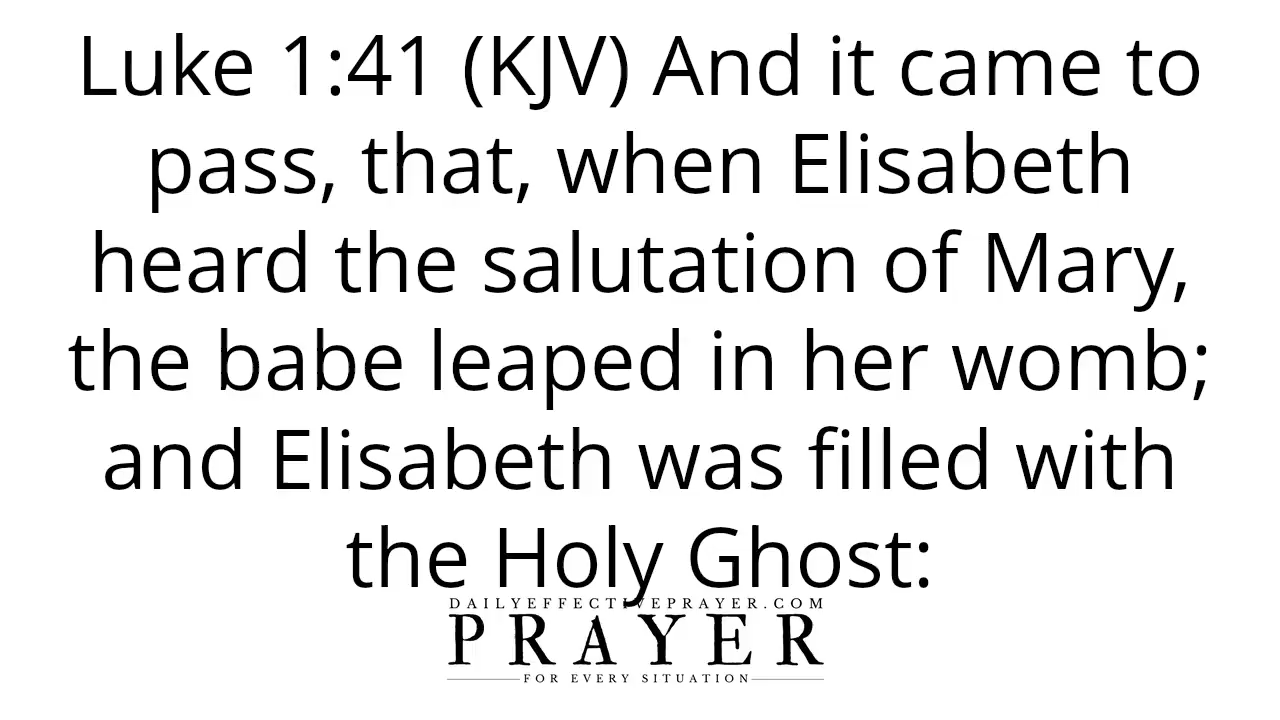 Luke 1:41 (KJV) And it came to
pass, that, when Elisabeth
heard the salutation of Mary,
the babe leaped in her womb;
and Elisabeth was filled with
the Holy Ghost:
DAILYEFFECTIVEPRAYER.COM
PRAYER
FOR EVERY SITUATION